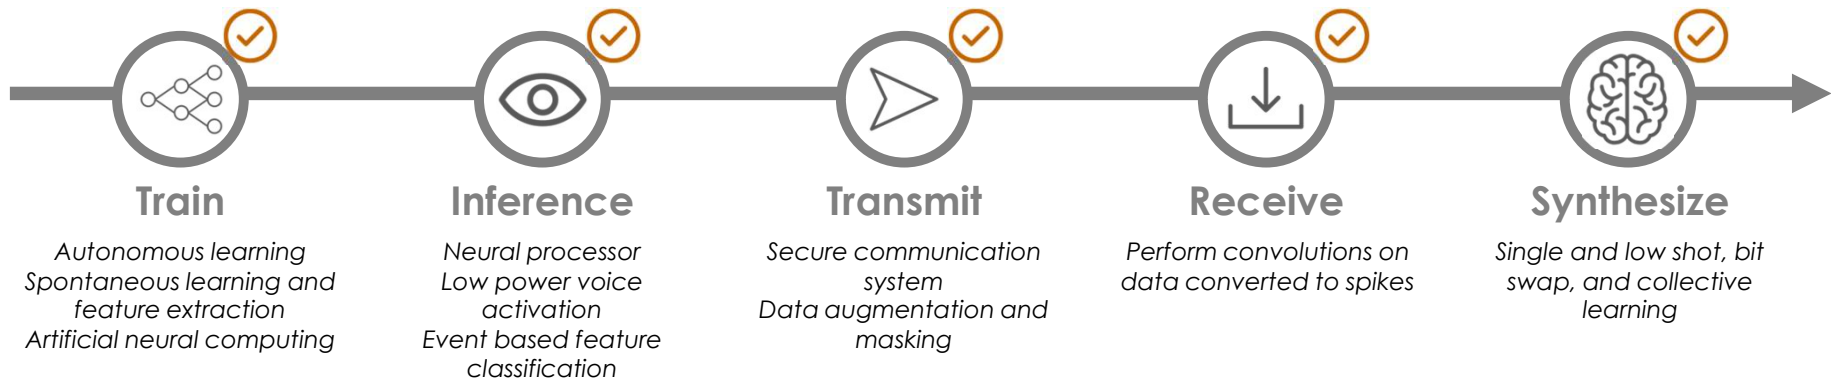 Train
Autonomous learning
Spontaneous learning and
feature extraction
Artificial neural computing
Inference
Neural processor
Low power voice
activation
Event based feature
classification
Transmit
Secure communication
system
Data augmentation and
masking
Receive
Perform convolutions on
data converted to spikes
Synthesize
Single and low shot, bit
swap, and collective
learning